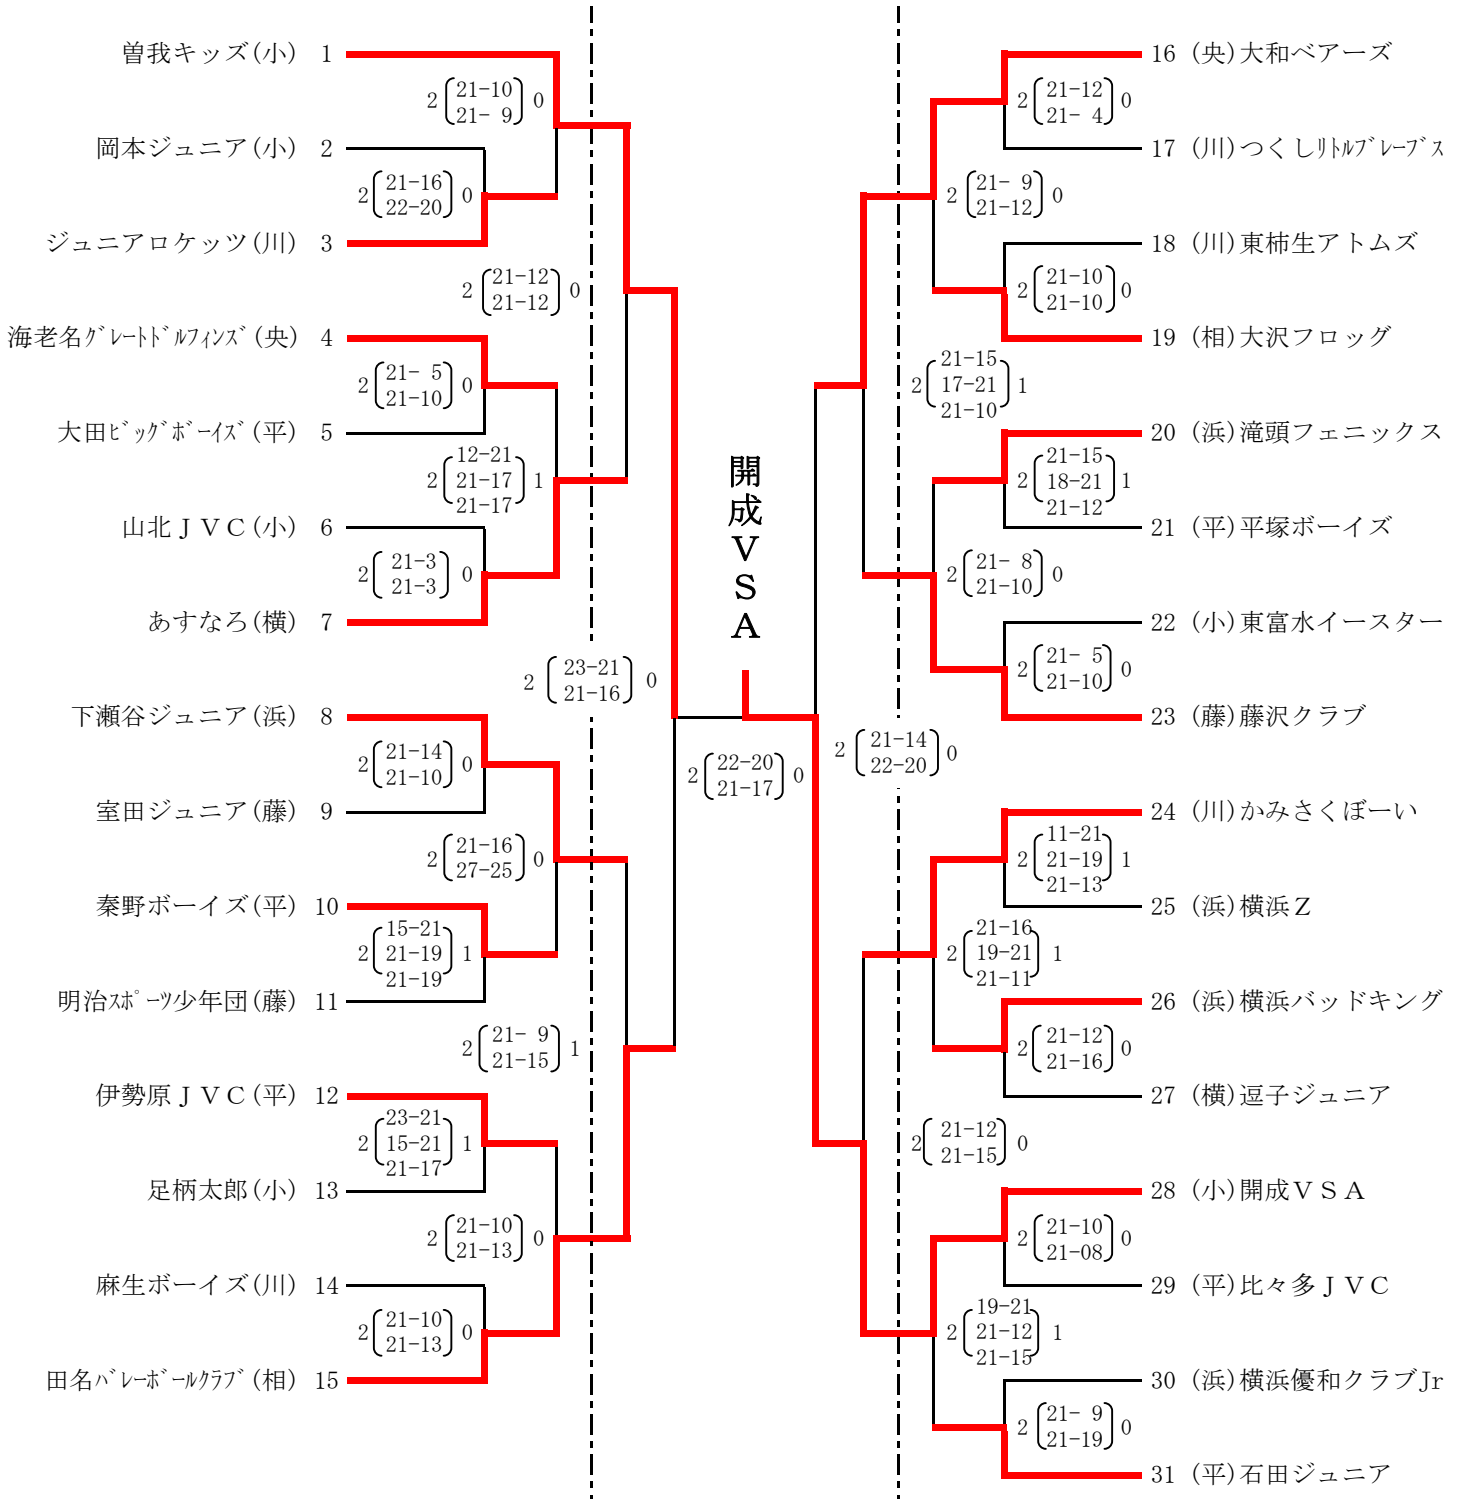 曽我キッズ(小) 1
2 21-10 0
21- 9
岡本ジュニア(小) 2
2 21-16 0
22-20
ジュニアロケッツ(川) 3
2 21-12 0
21-12
海老名グレートドルフィンズ(央) 4
2 21- 5 0
21-10
大田ビッグボーイズ(平) 5
12-21
2 21-17 1
21-17
山北ＪＶＣ(小) 6
2 21-3 0
21-3
あすなろ(横) 7
2 23-21 0
21-16
下瀬谷ジュニア(浜) 8
2 21-14 0
21-10
室田ジュニア(藤) 9
2 21-16 0
27-25
秦野ボーイズ(平) 10
15-21
2 21-19 1
21-19
明治スポーツ少年団(藤) 11
2 21- 9 1
21-15
伊勢原ＪＶＣ(平) 12
23-21
2 15-21 1
21-17
足柄太郎(小) 13
2 21-10 0
21-13
麻生ボーイズ(川) 14
2 21-10 0
21-13
田名バレーボールクラブ(相) 15
開成ＶＳＡ
2 22-20 0
21-17
16 (央)大和ベアーズ
2 21-12 0
21- 4
17 (川)つくしリトルブレーブス
2 21- 9 0
21-12
18 (川)東柿生アトムズ
2 21-10 0
21-10
19 (相)大沢フロッグ
21-15
2 17-21 1
21-10
20 (浜)滝頭フェニックス
21-15
2 18-21 1
21-12
21 (平)平塚ボーイズ
2 21- 8 0
21-10
22 (小)東富水イースター
2 21- 5 0
21-10
23 (藤)藤沢クラブ
2 21-14 0
22-20
24 (川)かみさくぼーい
11-21
2 21-19 1
21-13
25 (浜)横浜Ｚ
21-16
2 19-21 1
21-11
26 (浜)横浜バッドキング
2 21-12 0
21-16
27 (横)逗子ジュニア
2 21-12 0
21-15
28 (小)開成ＶＳＡ
2 21-10 0
21-08
29 (平)比々多ＪＶＣ
19-21
2 21-12 1
21-15
30 (浜)横浜優和クラブJr
2 21- 9 0
21-19
31 (平)石田ジュニア